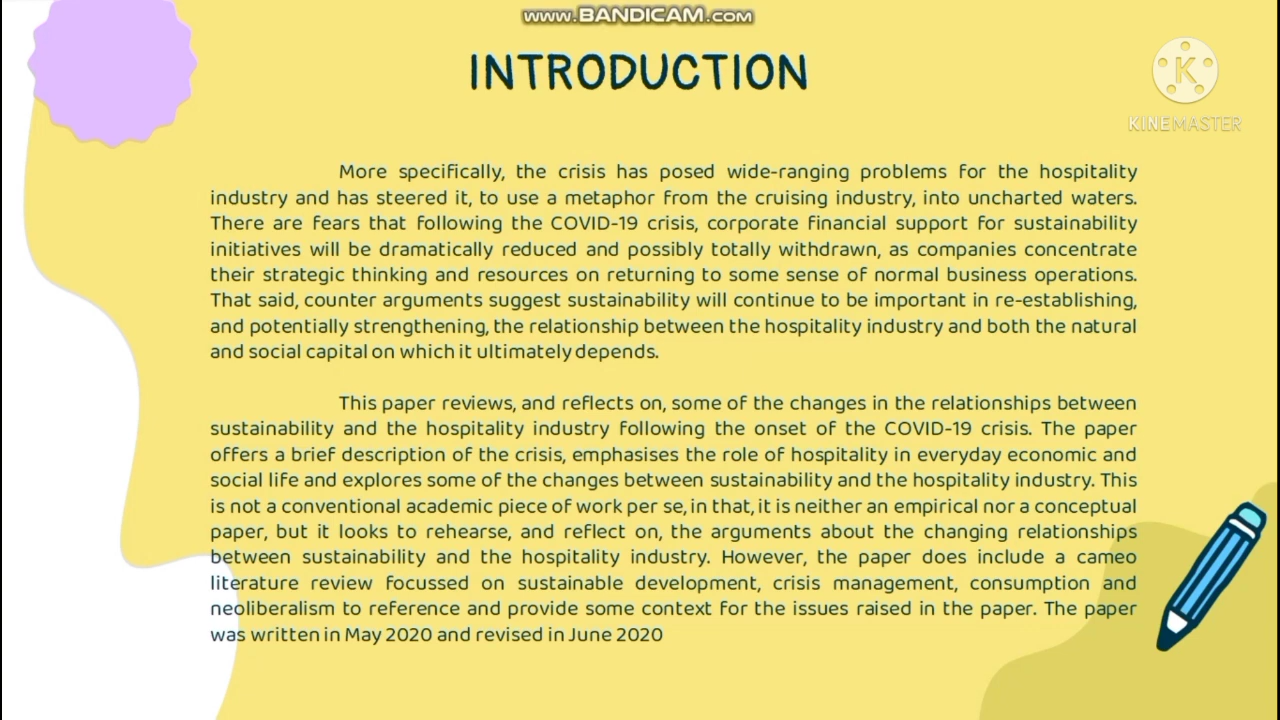 www.BANDICAM.com
INTRODUCTION
K
KINEMASTER
More specifically, the crisis has posed wide-ranging problems for the hospitality
industry and has steered it, to use a metaphor from the cruising industry, into uncharted waters.
There are fears that following the COVID-19 crisis, corporate financial support for sustainability
initiatives will be dramatically reduced and possibly totally withdrawn, as companies concentrate
their strategic thinking and resources on returning to some sense of normal business operations.
That said, counter arguments suggest sustainability will continue to be important in re-establishing,
and potentially strengthening, the relationship between the hospitality industry and both the natural
and social capital on which it ultimately depends.
This paper reviews, and reflects on, some of the changes in the relationships between
sustainability and the hospitality industry following the onset of the COVID-19 crisis. The paper
offers a brief description of the crisis, emphasises the role of hospitality in everyday economic and
social life and explores some of the changes between sustainability and the hospitality industry. This
is not a conventional academic piece of work per se, in that, it is neither an empirical nor a conceptual
paper, but it looks to rehearse, and reflect on, the arguments about the changing relationships
between sustainability and the hospitality industry. However, the paper does include a cameo
literature review focussed on sustainable development, crisis management, consumption and
neoliberalism to reference and provide some context for the issues raised in the paper. The paper
was written in May 2020 and revised in June 2020